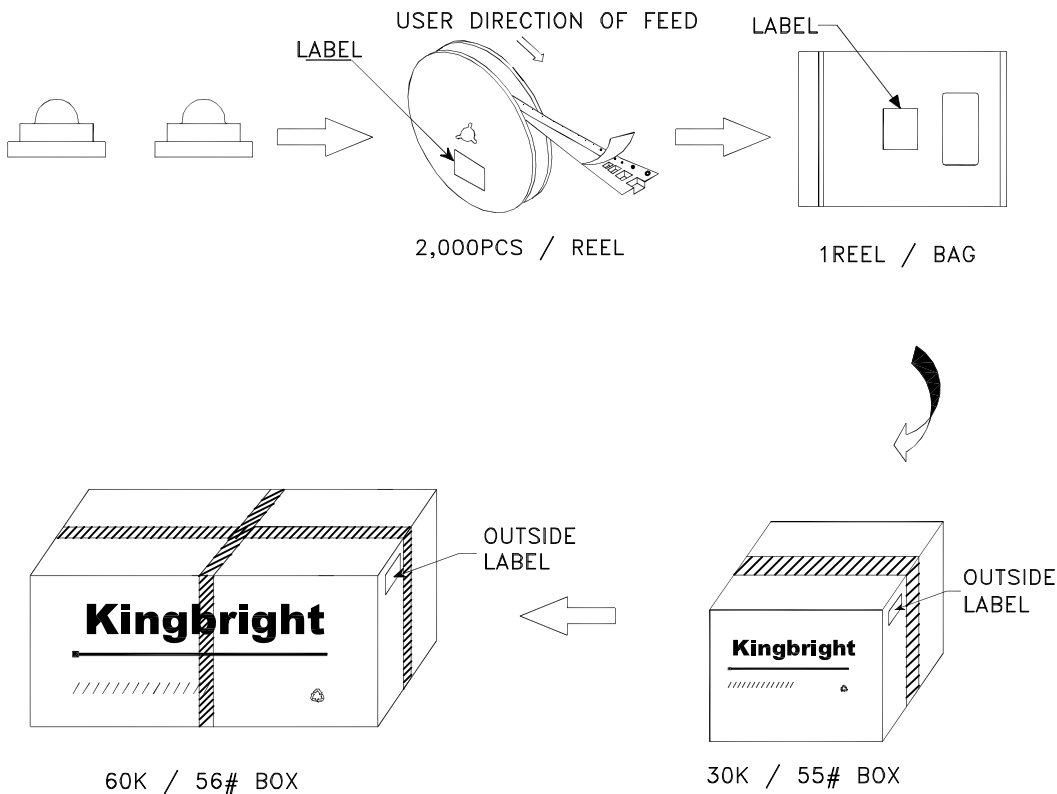 USER DIRECTION OF FEED
LABEL
LABEL
2,000PCS / REEL
1REEL / BAG
OUTSIDE
LABEL
OUTSIDE
LABEL
Kingbright
Kingbright
60K / 56# BOX
30K / 55# BOX